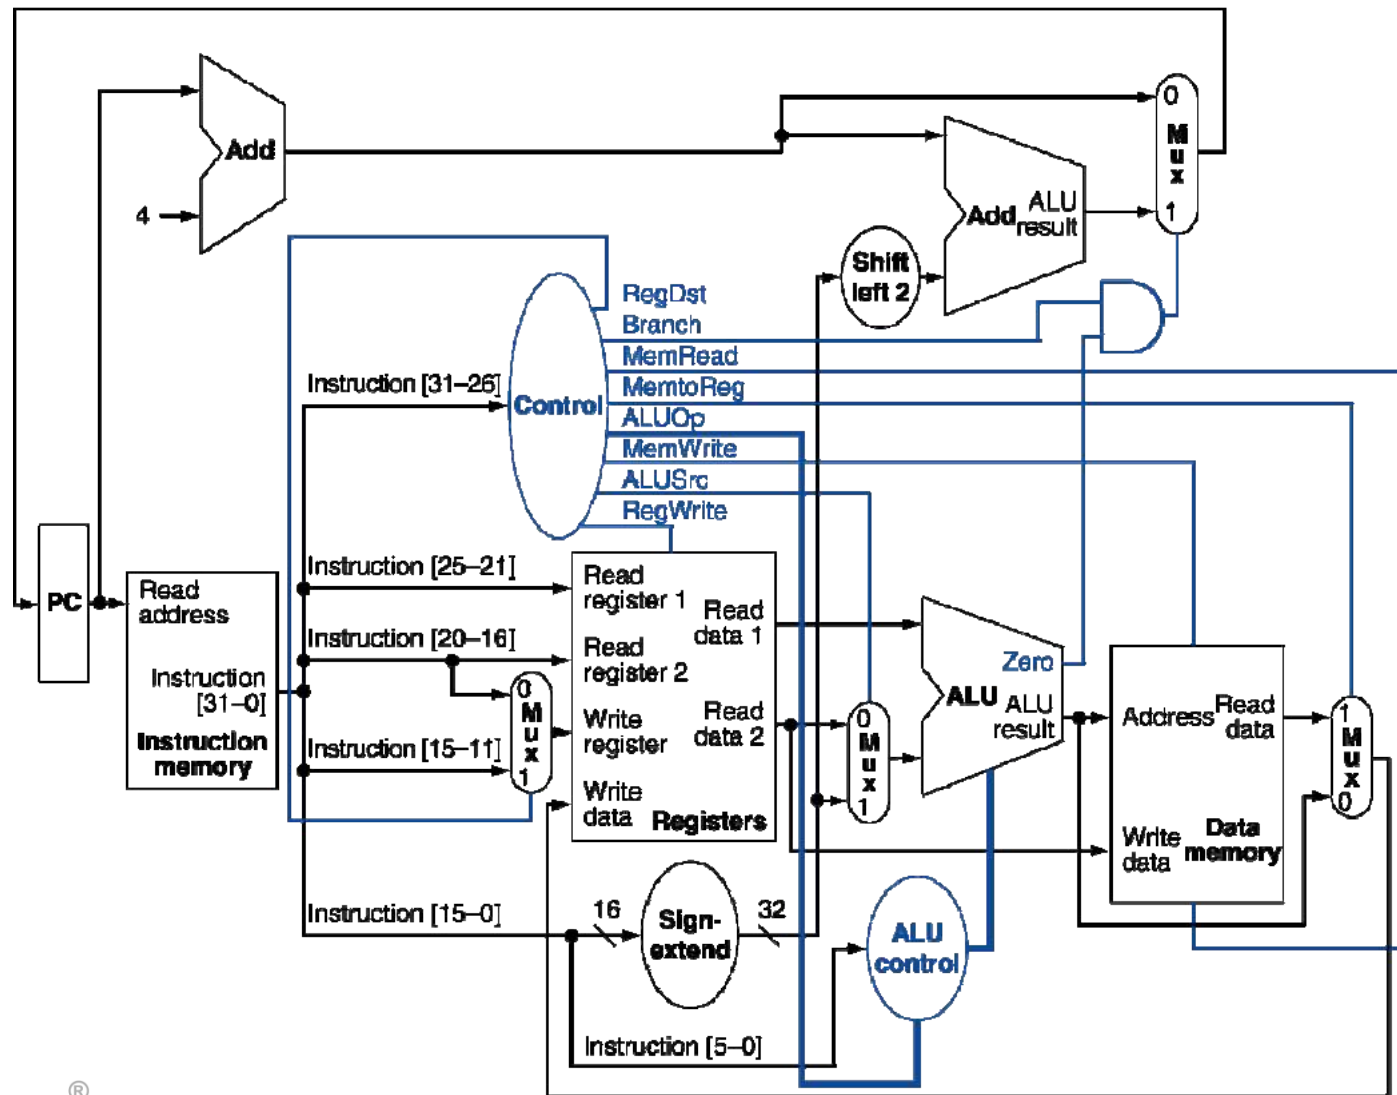 0
M
u
x
1
Add
4
Add
ALU
result
Shift
left 2
RegDst
Branch
MemRead
MemtoReg
ALUOp
MemWrite
ALUSrc
RegWrite
Instruction [31–26]
Control
PC
Read
address
Instruction
[31–0]
Instruction
memory
Instruction [25–21]
Instruction [20–16]
Instruction [15–11]
0
M
u
x
1
Read
register 1
Read
register 2
Write
register
Write
data
Read
data 1
Read
data 2
Registers
0
M
u
x
1
Zero
ALU
ALU
result
Address
Read
data
Write
data
Data
memory
1
M
u
x
0
Instruction [15–0]
16
Sign-
extend
32
ALU
control
Instruction [5–0]
®